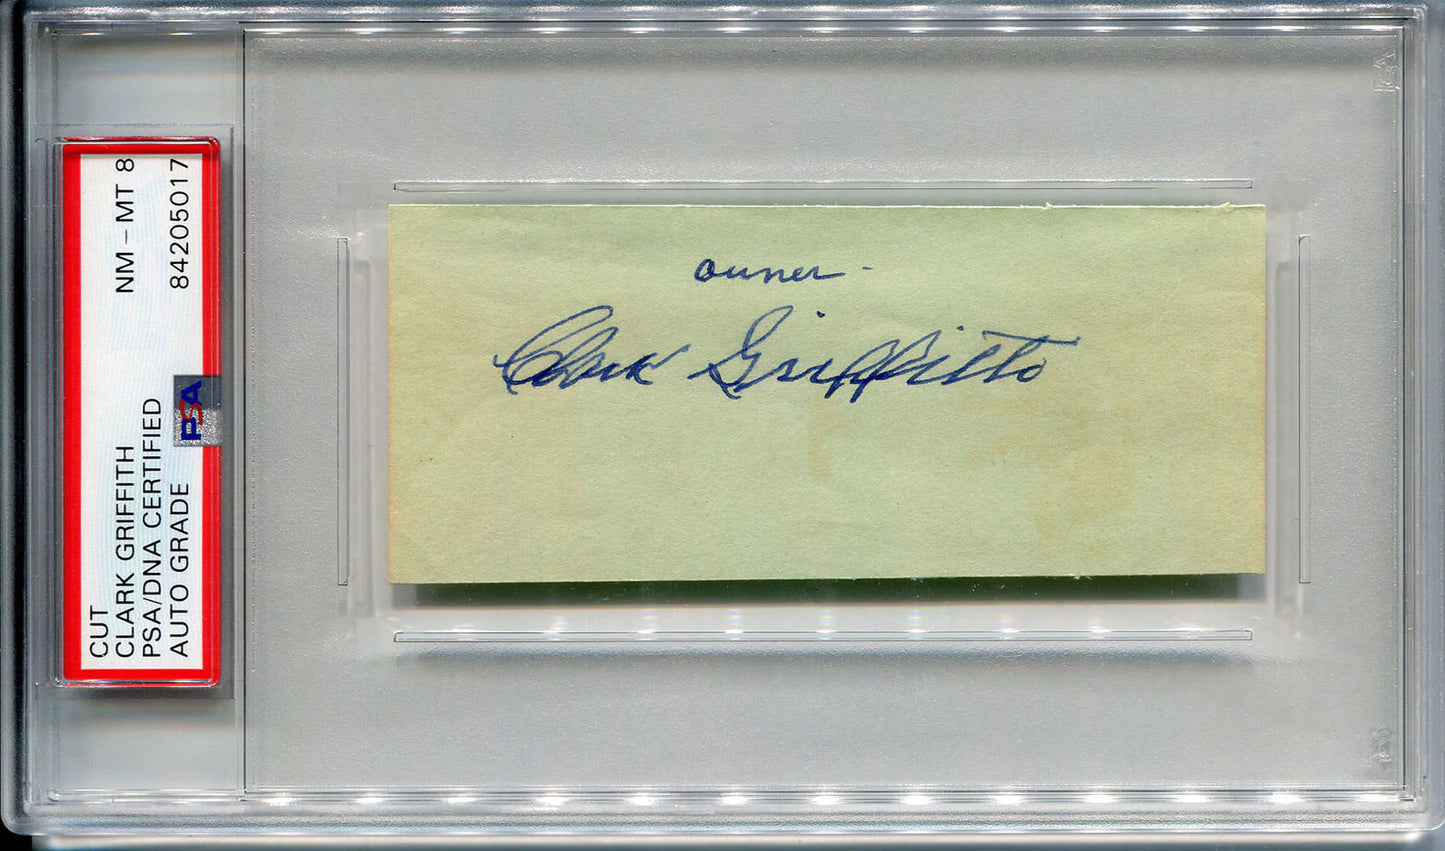 CUT
CLARK GRIFFITH
PSA/DNA CERTIFIED
AUTO GRADE
NM - MT 8
84205017
PSA
owner -
Clark Griffith